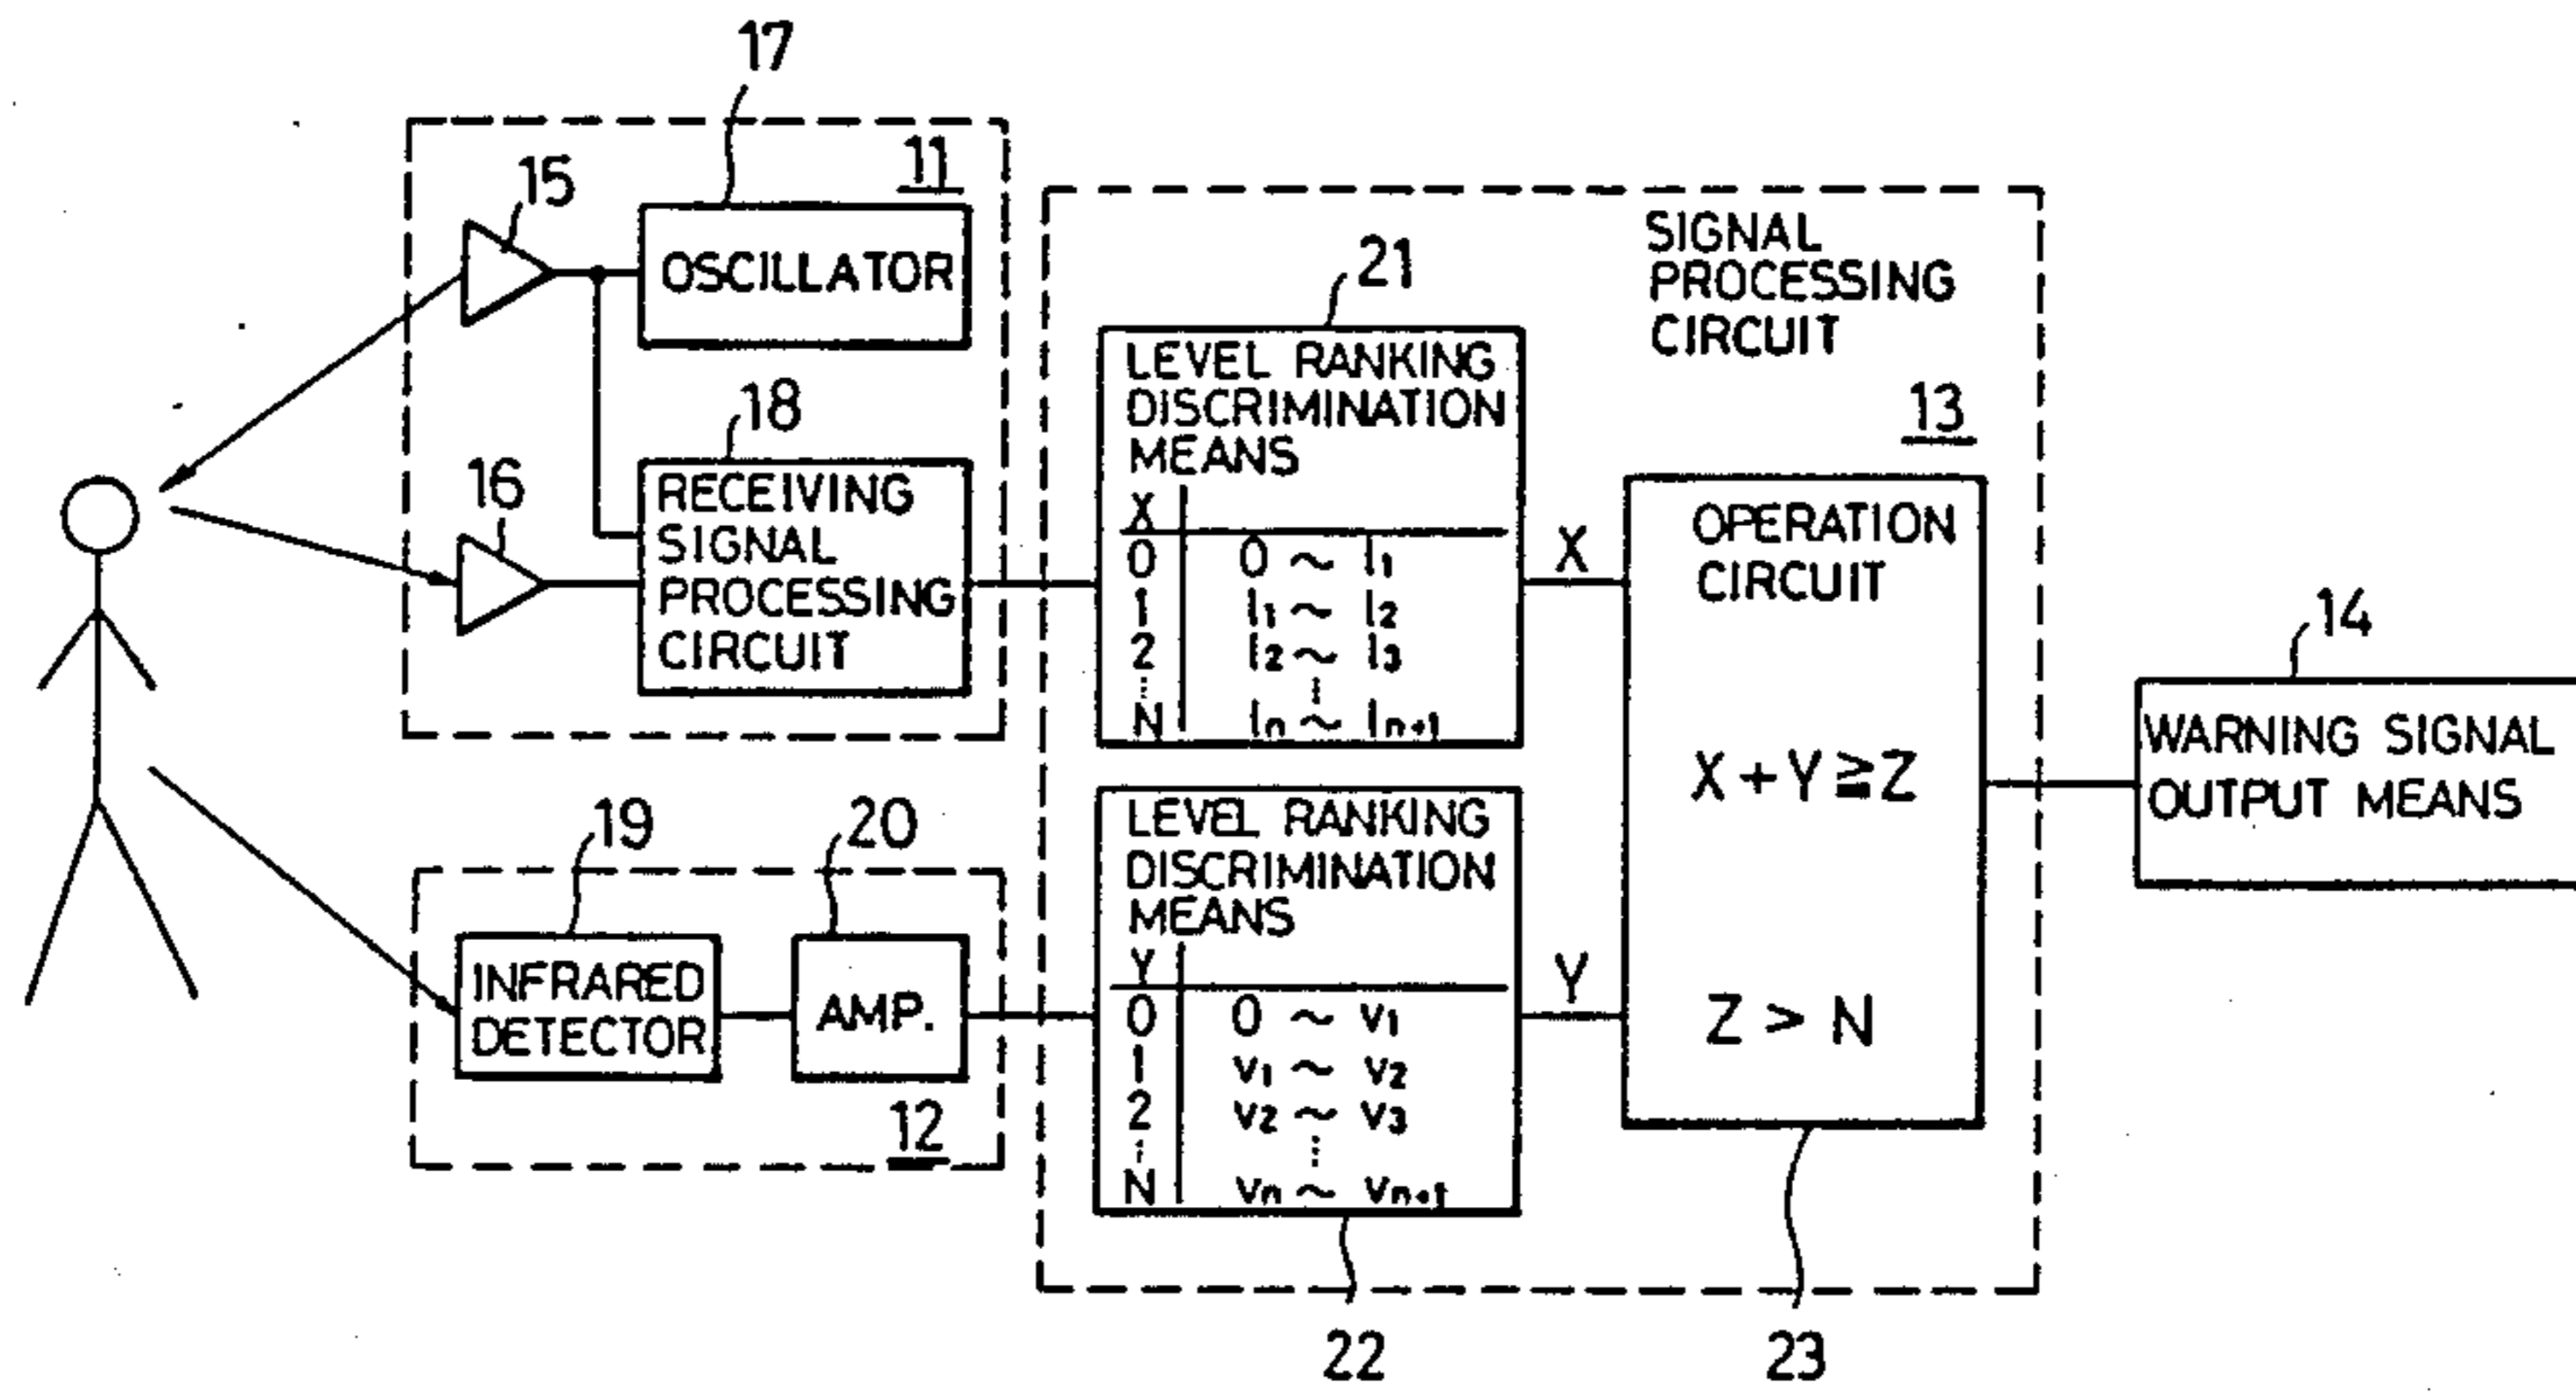 17
11
15
OSCILLATOR
18
16
RECEIVING
SIGNAL
PROCESSING
CIRCUIT
19
20
INFRARED
DETECTOR
AMP.
12
SIGNAL
PROCESSING
CIRCUIT
13
21
LEVEL RANKING
DISCRIMINATION
MEANS
X
0 0 ~ l1
1 l1 ~ l2
2 l2 ~ l3
⋮ ⋮
N ln ~ ln+1
X
LEVEL RANKING
DISCRIMINATION
MEANS
Y
0 0 ~ v1
1 v1 ~ v2
2 v2 ~ v3
⋮ ⋮
N vn ~ vn+1
Y
22
OPERATION
CIRCUIT
X + Y ≧ Z
Z > N
23
14
WARNING SIGNAL
OUTPUT MEANS